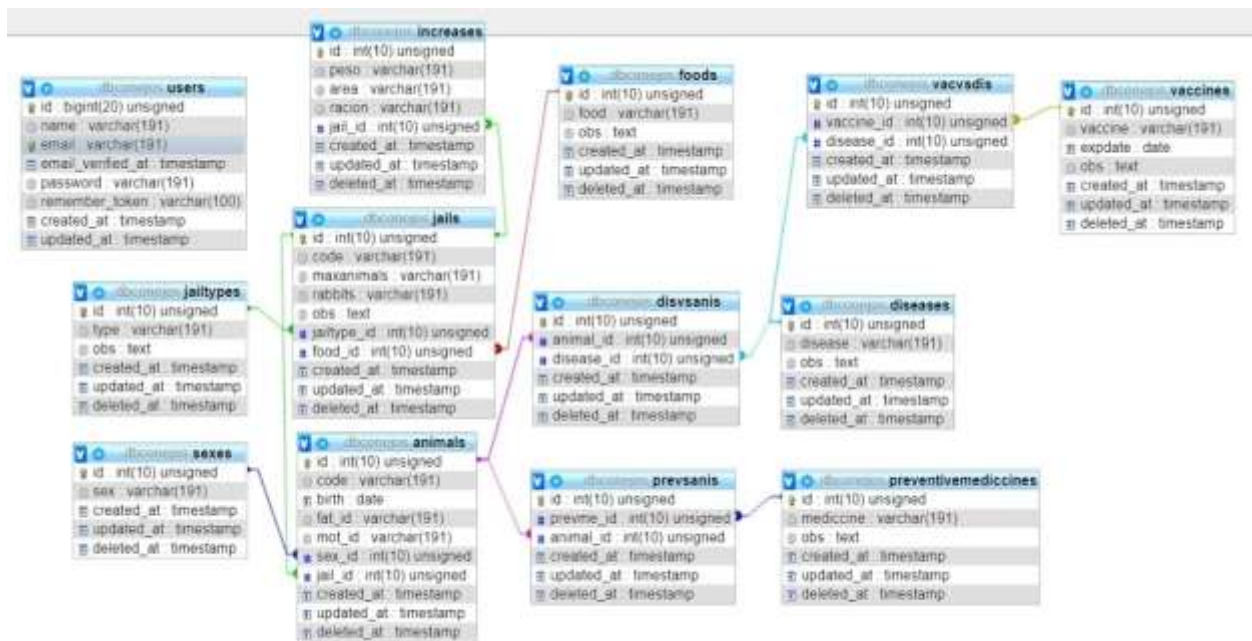 dbconejos increases
id : int(10) unsigned
peso : varchar(191)
area : varchar(191)
racion : varchar(191)
jail_id : int(10) unsigned
created_at : timestamp
updated_at : timestamp
deleted_at : timestamp
dbconejos users
id : bigint(20) unsigned
name : varchar(191)
email : varchar(191)
email_verified_at : timestamp
password : varchar(191)
remember_token : varchar(100)
created_at : timestamp
updated_at : timestamp
dbconejos foods
id : int(10) unsigned
food : varchar(191)
obs : text
created_at : timestamp
updated_at : timestamp
deleted_at : timestamp
dbconejos vacvsdis
id : int(10) unsigned
vaccine_id : int(10) unsigned
disease_id : int(10) unsigned
created_at : timestamp
updated_at : timestamp
deleted_at : timestamp
dbconejos vaccines
id : int(10) unsigned
vaccine : varchar(191)
expdate : date
obs : text
created_at : timestamp
updated_at : timestamp
deleted_at : timestamp
dbconejos jails
id : int(10) unsigned
code : varchar(191)
maxanimals : varchar(191)
rabbits : varchar(191)
obs : text
jailtype_id : int(10) unsigned
food_id : int(10) unsigned
created_at : timestamp
updated_at : timestamp
deleted_at : timestamp
dbconejos jailtypes
id : int(10) unsigned
type : varchar(191)
obs : text
created_at : timestamp
updated_at : timestamp
deleted_at : timestamp
dbconejos disvsanis
id : int(10) unsigned
animal_id : int(10) unsigned
disease_id : int(10) unsigned
created_at : timestamp
updated_at : timestamp
deleted_at : timestamp
dbconejos diseases
id : int(10) unsigned
disease : varchar(191)
obs : text
created_at : timestamp
updated_at : timestamp
deleted_at : timestamp
dbconejos sexes
id : int(10) unsigned
sex : varchar(191)
created_at : timestamp
updated_at : timestamp
deleted_at : timestamp
dbconejos animals
id : int(10) unsigned
code : varchar(191)
birth : date
fat_id : varchar(191)
mot_id : varchar(191)
sex_id : int(10) unsigned
jail_id : int(10) unsigned
created_at : timestamp
updated_at : timestamp
deleted_at : timestamp
dbconejos prevsanis
id : int(10) unsigned
prevme_id : int(10) unsigned
animal_id : int(10) unsigned
created_at : timestamp
updated_at : timestamp
deleted_at : timestamp
dbconejos preventivemediccines
id : int(10) unsigned
mediccine : varchar(191)
obs : text
created_at : timestamp
updated_at : timestamp
deleted_at : timestamp